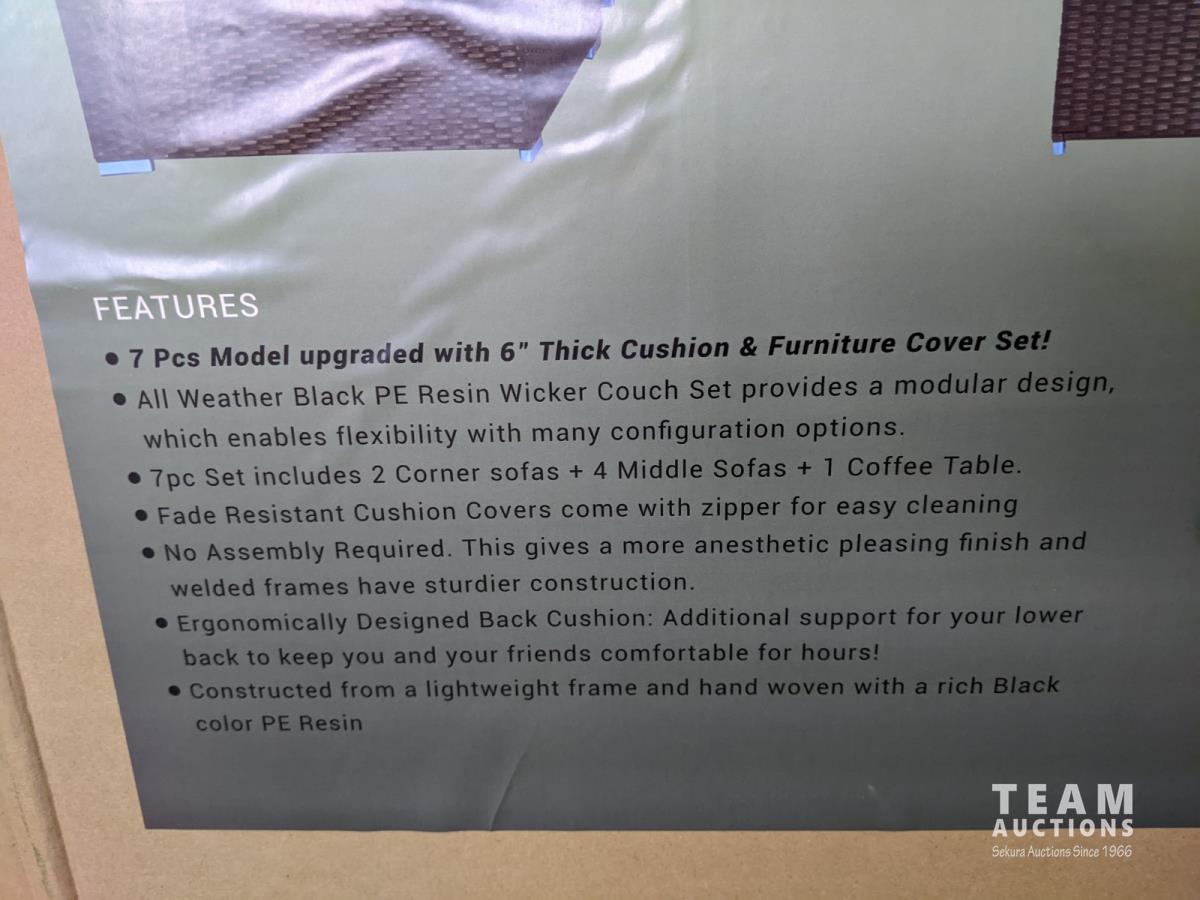 FEATURES
• 7 Pcs Model upgraded with 6" Thick Cushion & Furniture Cover Set!
• All Weather Black PE Resin Wicker Couch Set provides a modular design,
which enables flexibility with many configuration options.
• 7pc Set includes 2 Corner sofas + 4 Middle Sofas + 1 Coffee Table.
• Fade Resistant Cushion Covers come with zipper for easy cleaning
• No Assembly Required. This gives a more anesthetic pleasing finish and
welded frames have sturdier construction.
• Ergonomically Designed Back Cushion: Additional support for your lower
back to keep you and your friends comfortable for hours!
• Constructed from a lightweight frame and hand woven with a rich Black
color PE Resin
TEAM
AUCTIONS
Sekura Auctions Since 1966